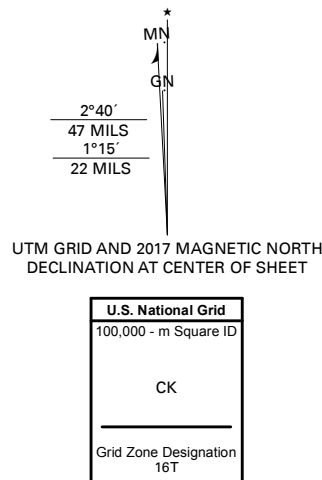 ★
MN
GN
2°40´
47 MILS
1°15´
22 MILS
UTM GRID AND 2017 MAGNETIC NORTH
DECLINATION AT CENTER OF SHEET
U.S. National Grid
100,000 - m Square ID
CK
Grid Zone Designation
16T